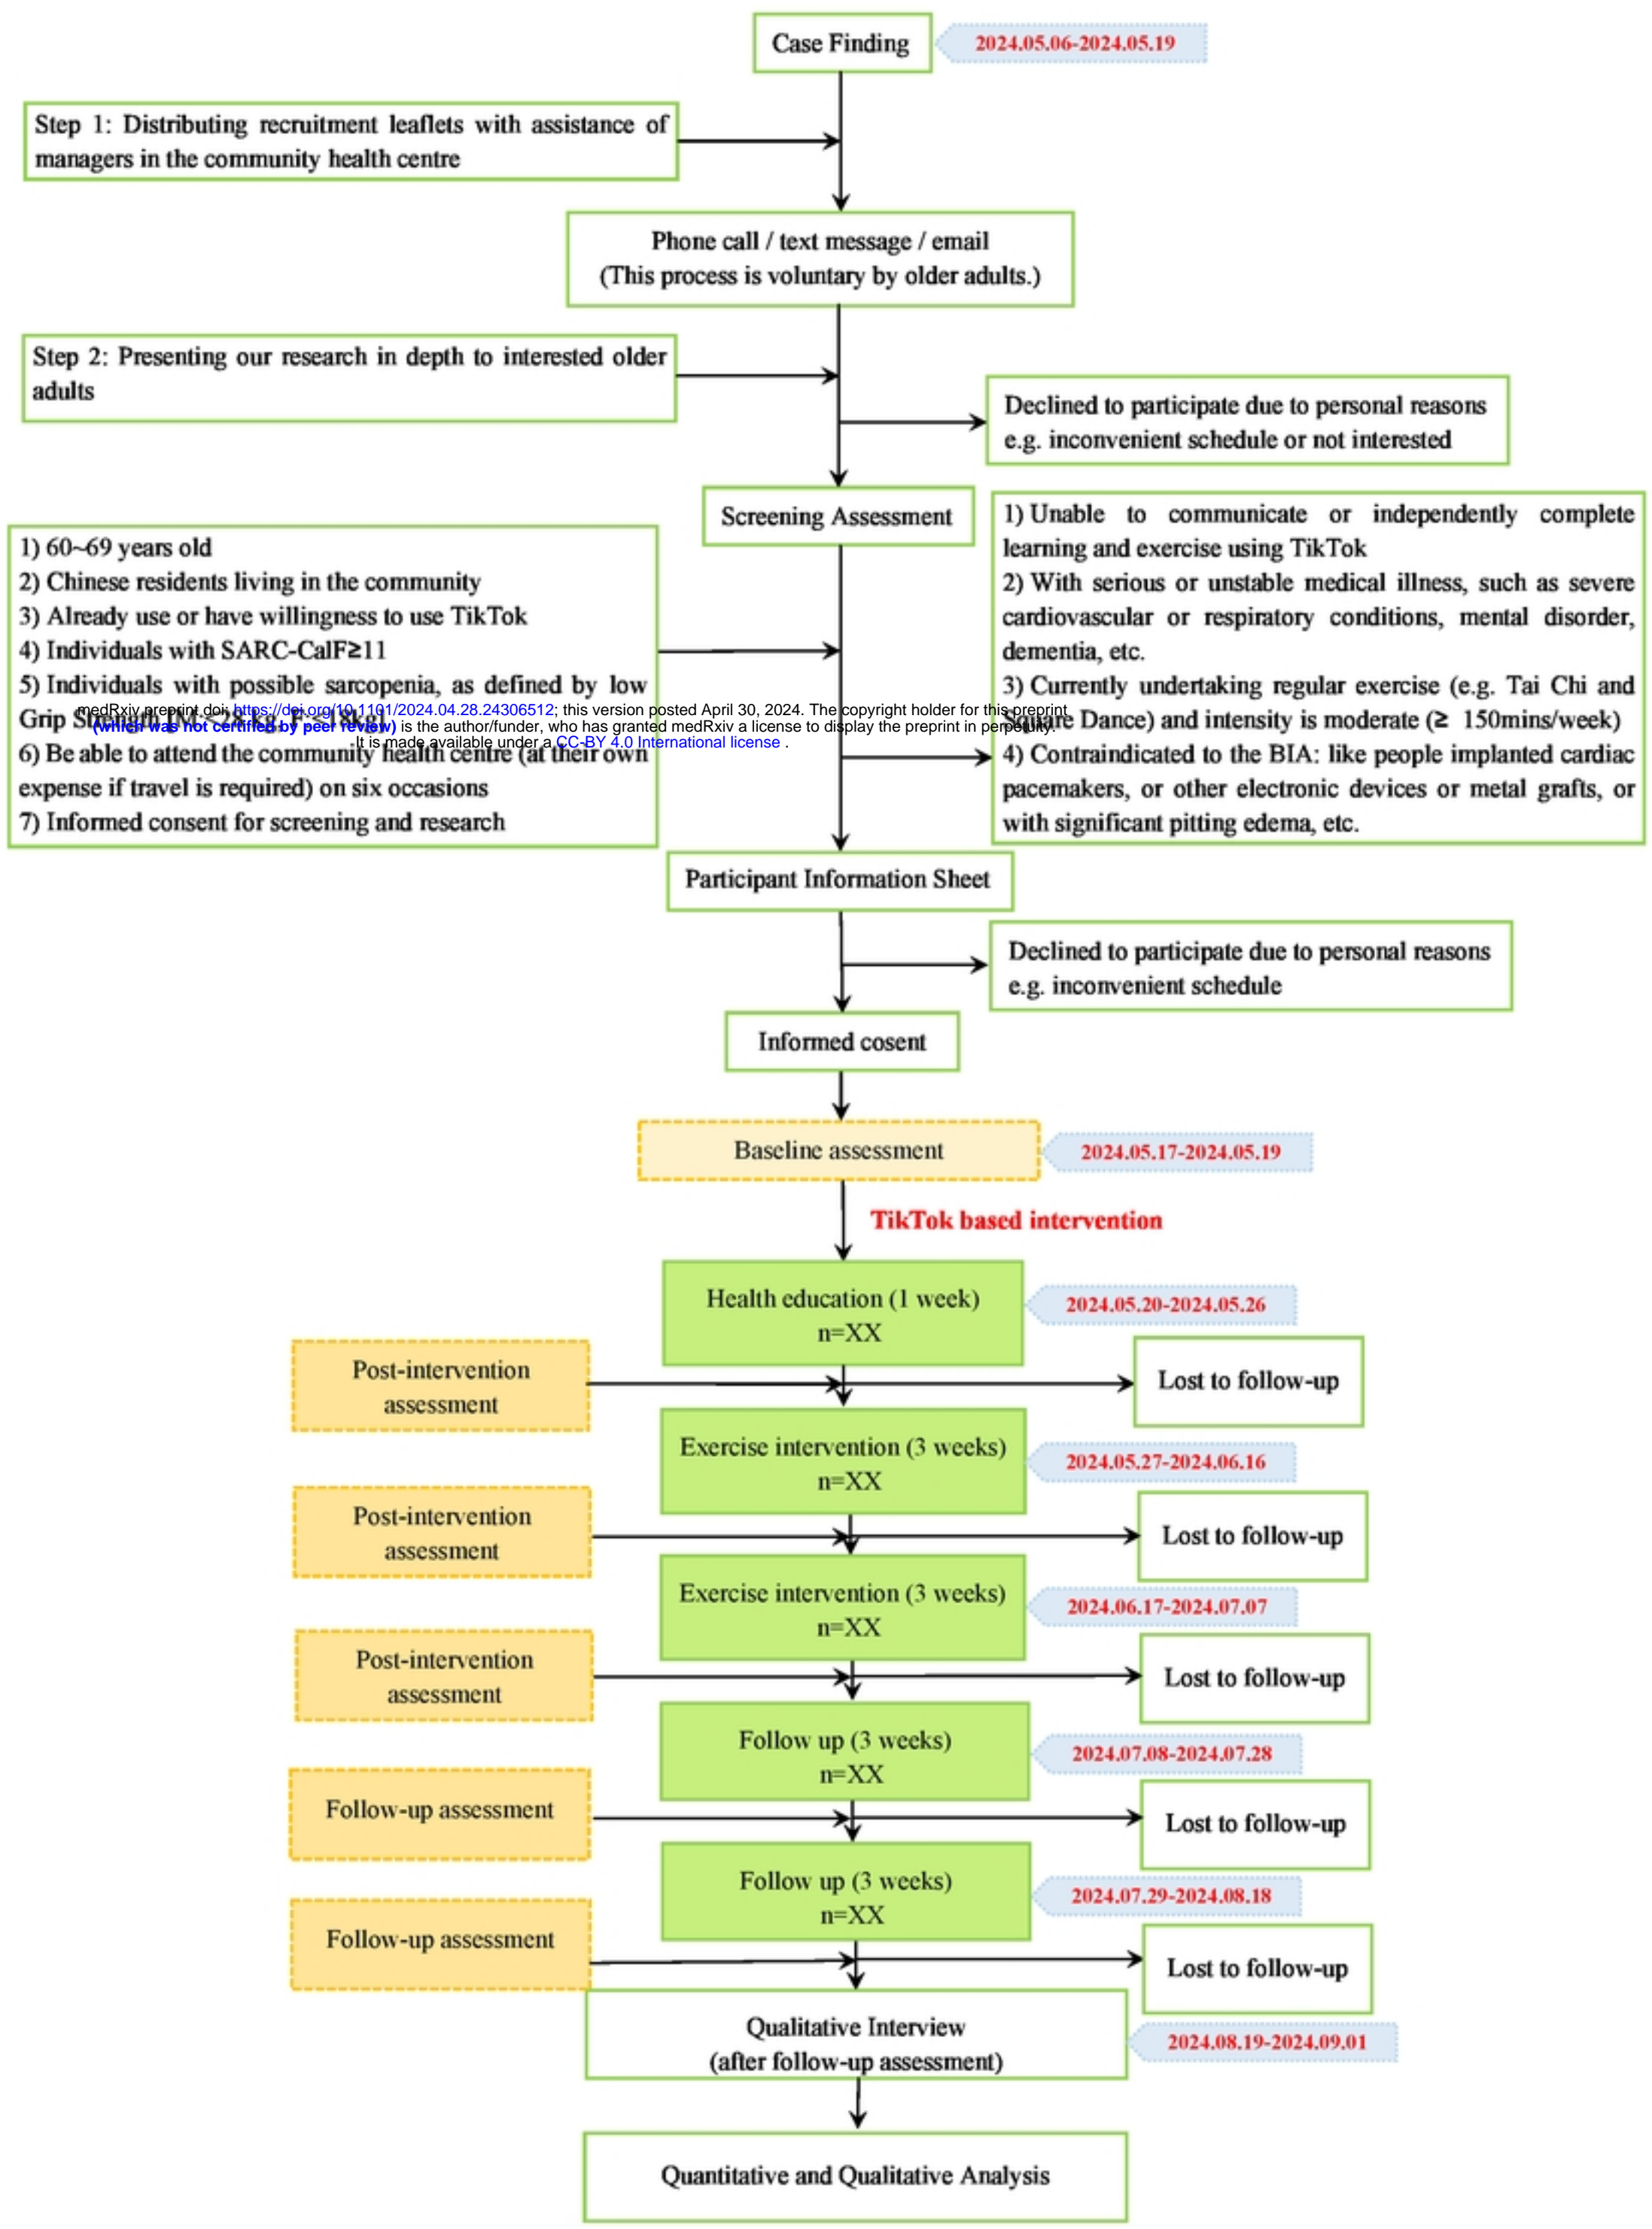 Case Finding
2024.05.06-2024.05.19
Step 1: Distributing recruitment leaflets with assistance of
managers in the community health centre
Phone call / text message / email
(This process is voluntary by older adults.)
Step 2: Presenting our research in depth to interested older
adults
Declined to participate due to personal reasons
e.g. inconvenient schedule or not interested
Screening Assessment
1) 60~69 years old
2) Chinese residents living in the community
3) Already use or have willingness to use TikTok
4) Individuals with SARC-CalF≥11
5) Individuals with possible sarcopenia, as defined by low
Grip Strength [M:<28 kg, F:<18kg]
6) Be able to attend the community health centre (at their own
expense if travel is required) on six occasions
7) Informed consent for screening and research
1) Unable to communicate or independently complete
learning and exercise using TikTok
2) With serious or unstable medical illness, such as severe
cardiovascular or respiratory conditions, mental disorder,
dementia, etc.
3) Currently undertaking regular exercise (e.g. Tai Chi and
Square Dance) and intensity is moderate (≥ 150mins/week)
4) Contraindicated to the BIA: like people implanted cardiac
pacemakers, or other electronic devices or metal grafts, or
with significant pitting edema, etc.
medRxiv preprint doi: https://doi.org/10.1101/2024.04.28.24306512; this version posted April 30, 2024. The copyright holder for this preprint
(which was not certified by peer review) is the author/funder, who has granted medRxiv a license to display the preprint in perpetuity.
It is made available under a CC-BY 4.0 International license .
Participant Information Sheet
Declined to participate due to personal reasons
e.g. inconvenient schedule
Informed cosent
Baseline assessment
2024.05.17-2024.05.19
TikTok based intervention
Health education (1 week)
n=XX
2024.05.20-2024.05.26
Post-intervention
assessment
Lost to follow-up
Exercise intervention (3 weeks)
n=XX
2024.05.27-2024.06.16
Post-intervention
assessment
Lost to follow-up
Exercise intervention (3 weeks)
n=XX
2024.06.17-2024.07.07
Post-intervention
assessment
Lost to follow-up
Follow up (3 weeks)
n=XX
2024.07.08-2024.07.28
Follow-up assessment
Lost to follow-up
Follow up (3 weeks)
n=XX
2024.07.29-2024.08.18
Follow-up assessment
Lost to follow-up
Qualitative Interview
(after follow-up assessment)
2024.08.19-2024.09.01
Quantitative and Qualitative Analysis